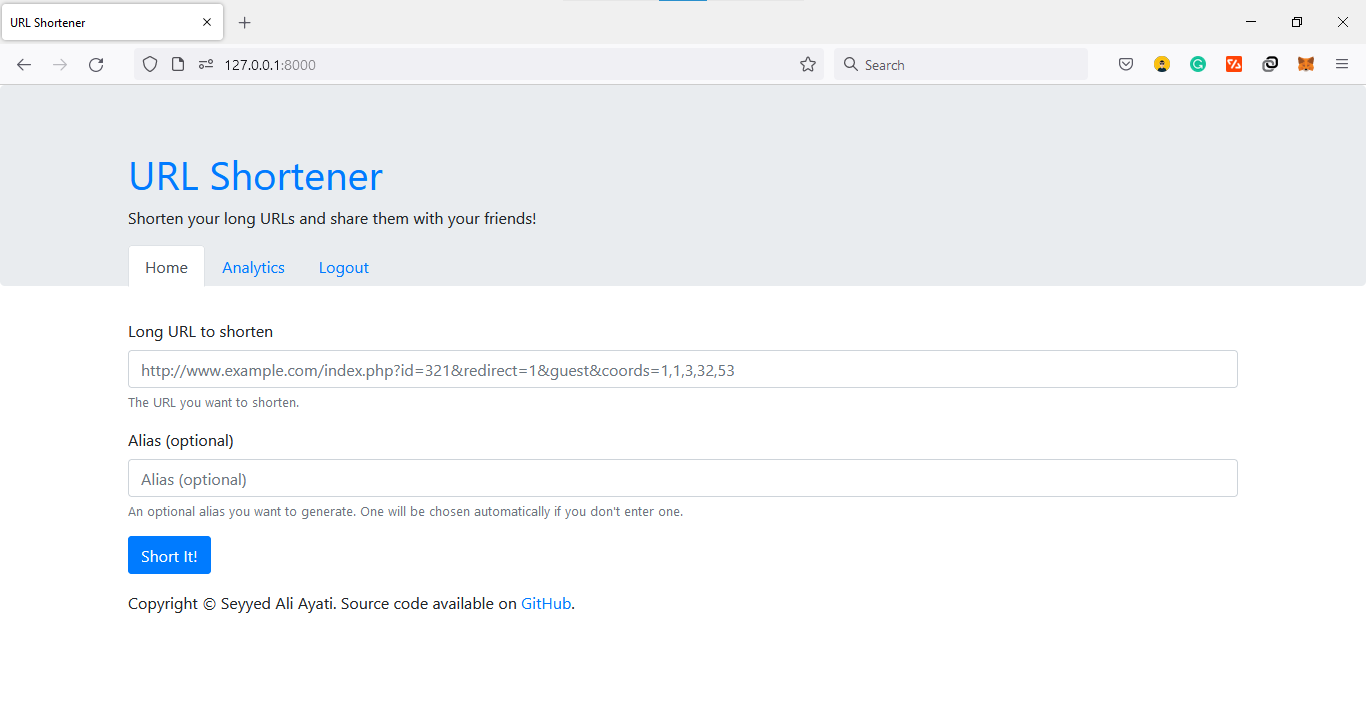 URL Shortener
127.0.0.1:8000
Search
URL Shortener
Shorten your long URLs and share them with your friends!
Home Analytics Logout
Long URL to shorten
http://www.example.com/index.php?id=321&redirect=1&guest&coords=1,1,3,32,53
The URL you want to shorten.
Alias (optional)
Alias (optional)
An optional alias you want to generate. One will be chosen automatically if you don't enter one.
Short It!
Copyright © Seyyed Ali Ayati. Source code available on GitHub.